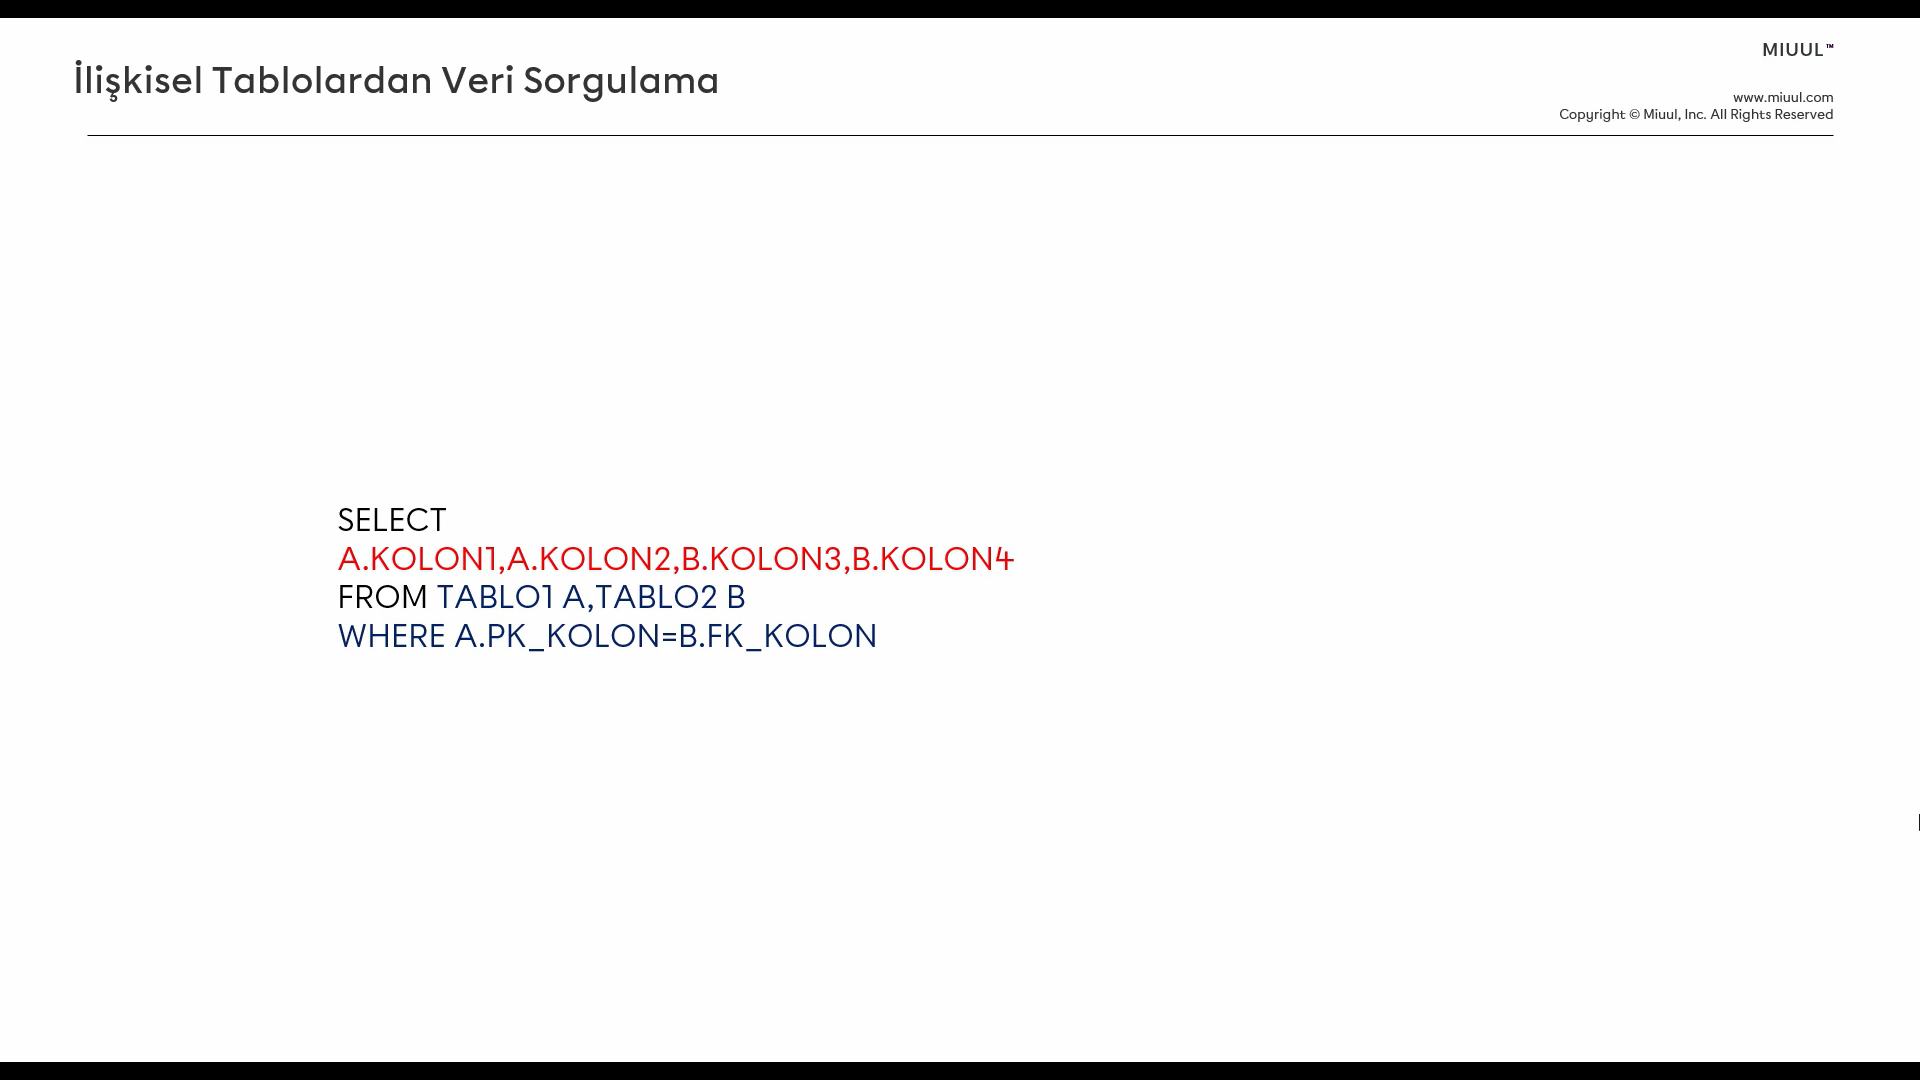 MIUUL™
İlişkisel Tablolardan Veri Sorgulama
www.miuul.com
Copyright © Miuul, Inc. All Rights Reserved
SELECT
A.KOLON1,A.KOLON2,B.KOLON3,B.KOLON4
FROM TABLO1 A,TABLO2 B
WHERE A.PK_KOLON=B.FK_KOLON